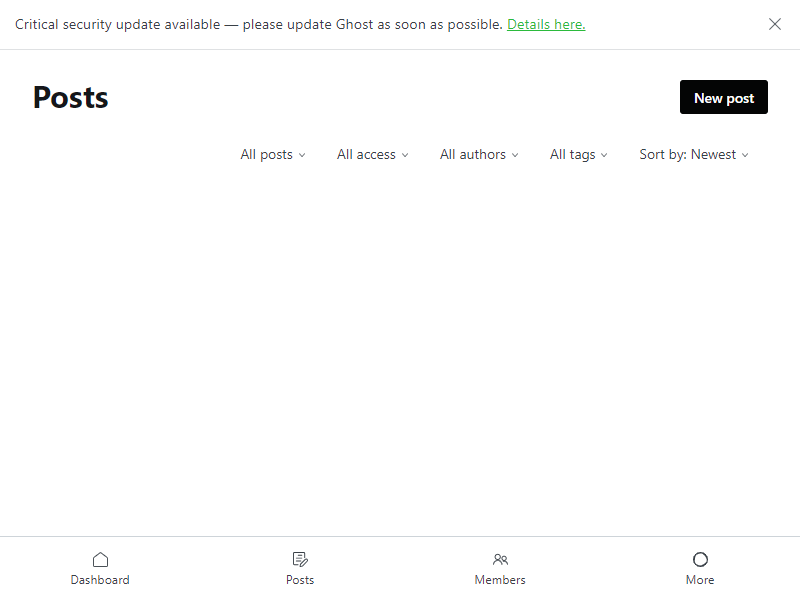 Critical security update available — please update Ghost as soon as possible. Details here.
Posts
New post
All posts
All access
All authors
All tags
Sort by: Newest
Dashboard
Posts
Members
More